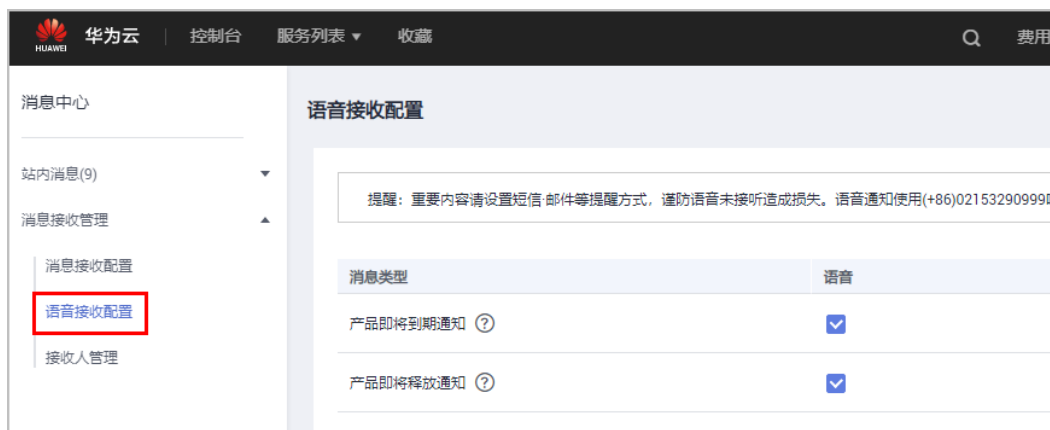 HUAWEI 华为云 控制台 服务列表 收藏 费用
消息中心
语音接收配置
站内消息(9)
提醒：重要内容请设置短信·邮件等提醒方式，谨防语音未接听造成损失。语音通知使用(+86)02153290999
消息接收管理
消息接收配置
消息类型 语音
语音接收配置
产品即将到期通知 ?
接收人管理
产品即将释放通知 ?